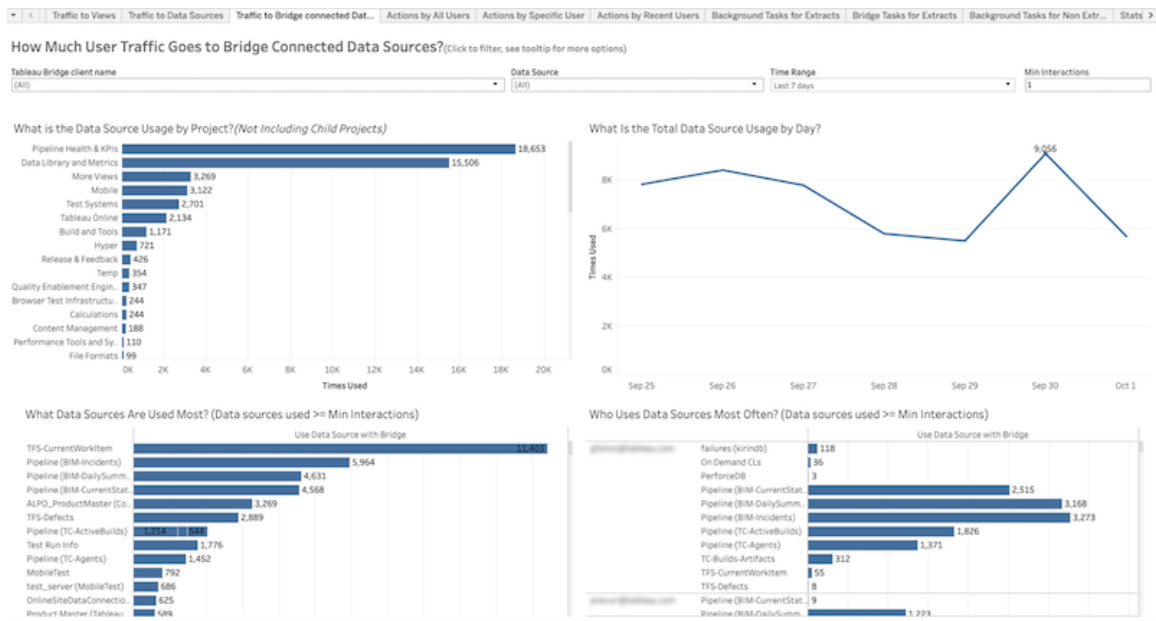 Traffic to Views
Traffic to Data Sources
Traffic to Bridge connected Dat...
Actions by All Users
Actions by Specific User
Actions by Recent Users
Background Tasks for Extracts
Bridge Tasks for Extracts
Background Tasks for Non Extr...
Stats
How Much User Traffic Goes to Bridge Connected Data Sources?(Click to filter, see tooltip for more options)
Tableau Bridge client name
(All)
Data Source
(All)
Time Range
Last 7 days
Min Interactions
1
What is the Data Source Usage by Project?(Not Including Child Projects)
Pipeline Health & KPIs 18,653
Data Library and Metrics 15,506
More Views 3,269
Mobile 3,122
Test Systems 2,701
Tableau Online 2,134
Build and Tools 1,171
Hyper 721
Release & Feedback 426
Temp 354
Quality Enablement Engin.. 347
Browser Test Infrastructu.. 244
Calculations 244
Content Management 188
Performance Tools and Sy.. 110
File Formats 99
0K 2K 4K 6K 8K 10K 12K 14K 16K 18K 20K
Times Used
What Is the Total Data Source Usage by Day?
9,056
8K
6K
4K
2K
0K
Times Used
Sep 25 Sep 26 Sep 27 Sep 28 Sep 29 Sep 30 Oct 1
What Data Sources Are Used Most? (Data sources used >= Min Interactions)
Use Data Source with Bridge
TFS-CurrentWorkItem 11,403
Pipeline (BIM-Incidents) 5,964
Pipeline (BIM-DailySumm.. 4,631
Pipeline (BIM-CurrentStat.. 4,568
ALPO_ProductMaster (Co.. 3,269
TFS-Defects 2,889
Pipeline (TC-ActiveBuilds) 1,214 544
Test Run Info 1,776
Pipeline (TC-Agents) 1,452
MobileTest 792
test_server (MobileTest) 686
OnlineSiteDataConnectio.. 625
Product Master (Tableau.. 589
Who Uses Data Sources Most Often? (Data sources used >= Min Interactions)
Use Data Source with Bridge
failures (kirindb) 118
On Demand CLs 36
PerforceDB 3
Pipeline (BIM-CurrentStat.. 2,515
Pipeline (BIM-DailySumm.. 3,168
Pipeline (BIM-Incidents) 3,273
Pipeline (TC-ActiveBuilds) 1,826
Pipeline (TC-Agents) 1,371
TC-Builds-Artifacts 312
TFS-CurrentWorkItem 55
TFS-Defects 8
Pipeline (BIM-CurrentStat.. 9
Pipeline (BIM-DailySumm.. 1,223